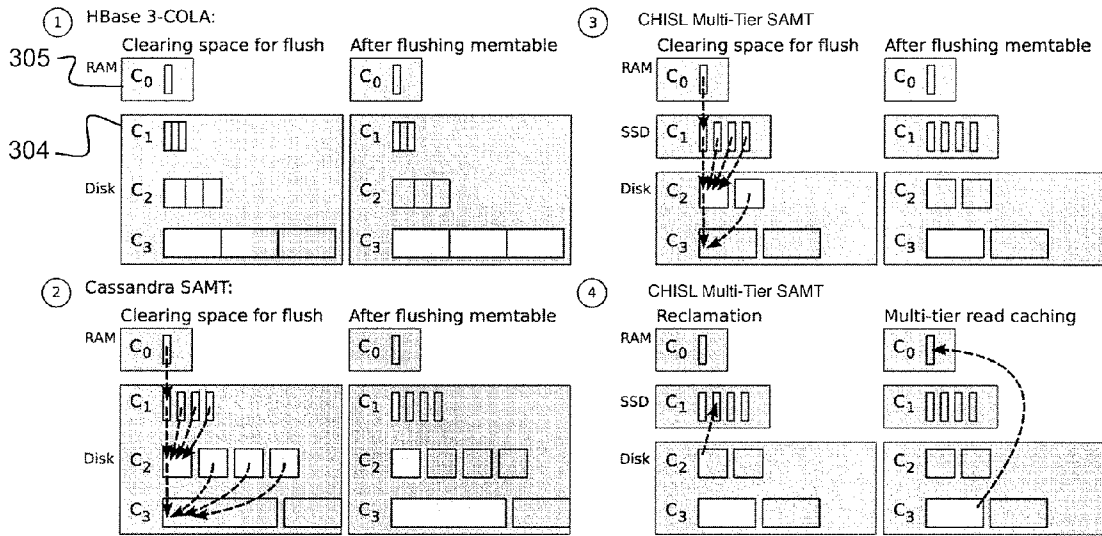 1 HBase 3-COLA:
Clearing space for flush After flushing memtable
305
RAM C0 C0
304
C1 C1
Disk C2 C2
C3 C3
2 Cassandra SAMT:
Clearing space for flush After flushing memtable
RAM C0 C0
C1 C1
Disk C2 C2
C3 C3
3 CHISL Multi-Tier SAMT
Clearing space for flush After flushing memtable
RAM C0 C0
SSD C1 C1
Disk C2 C2
C3 C3
4 CHISL Multi-Tier SAMT
Reclamation Multi-tier read caching
RAM C0 C0
SSD C1 C1
Disk C2 C2
C3 C3